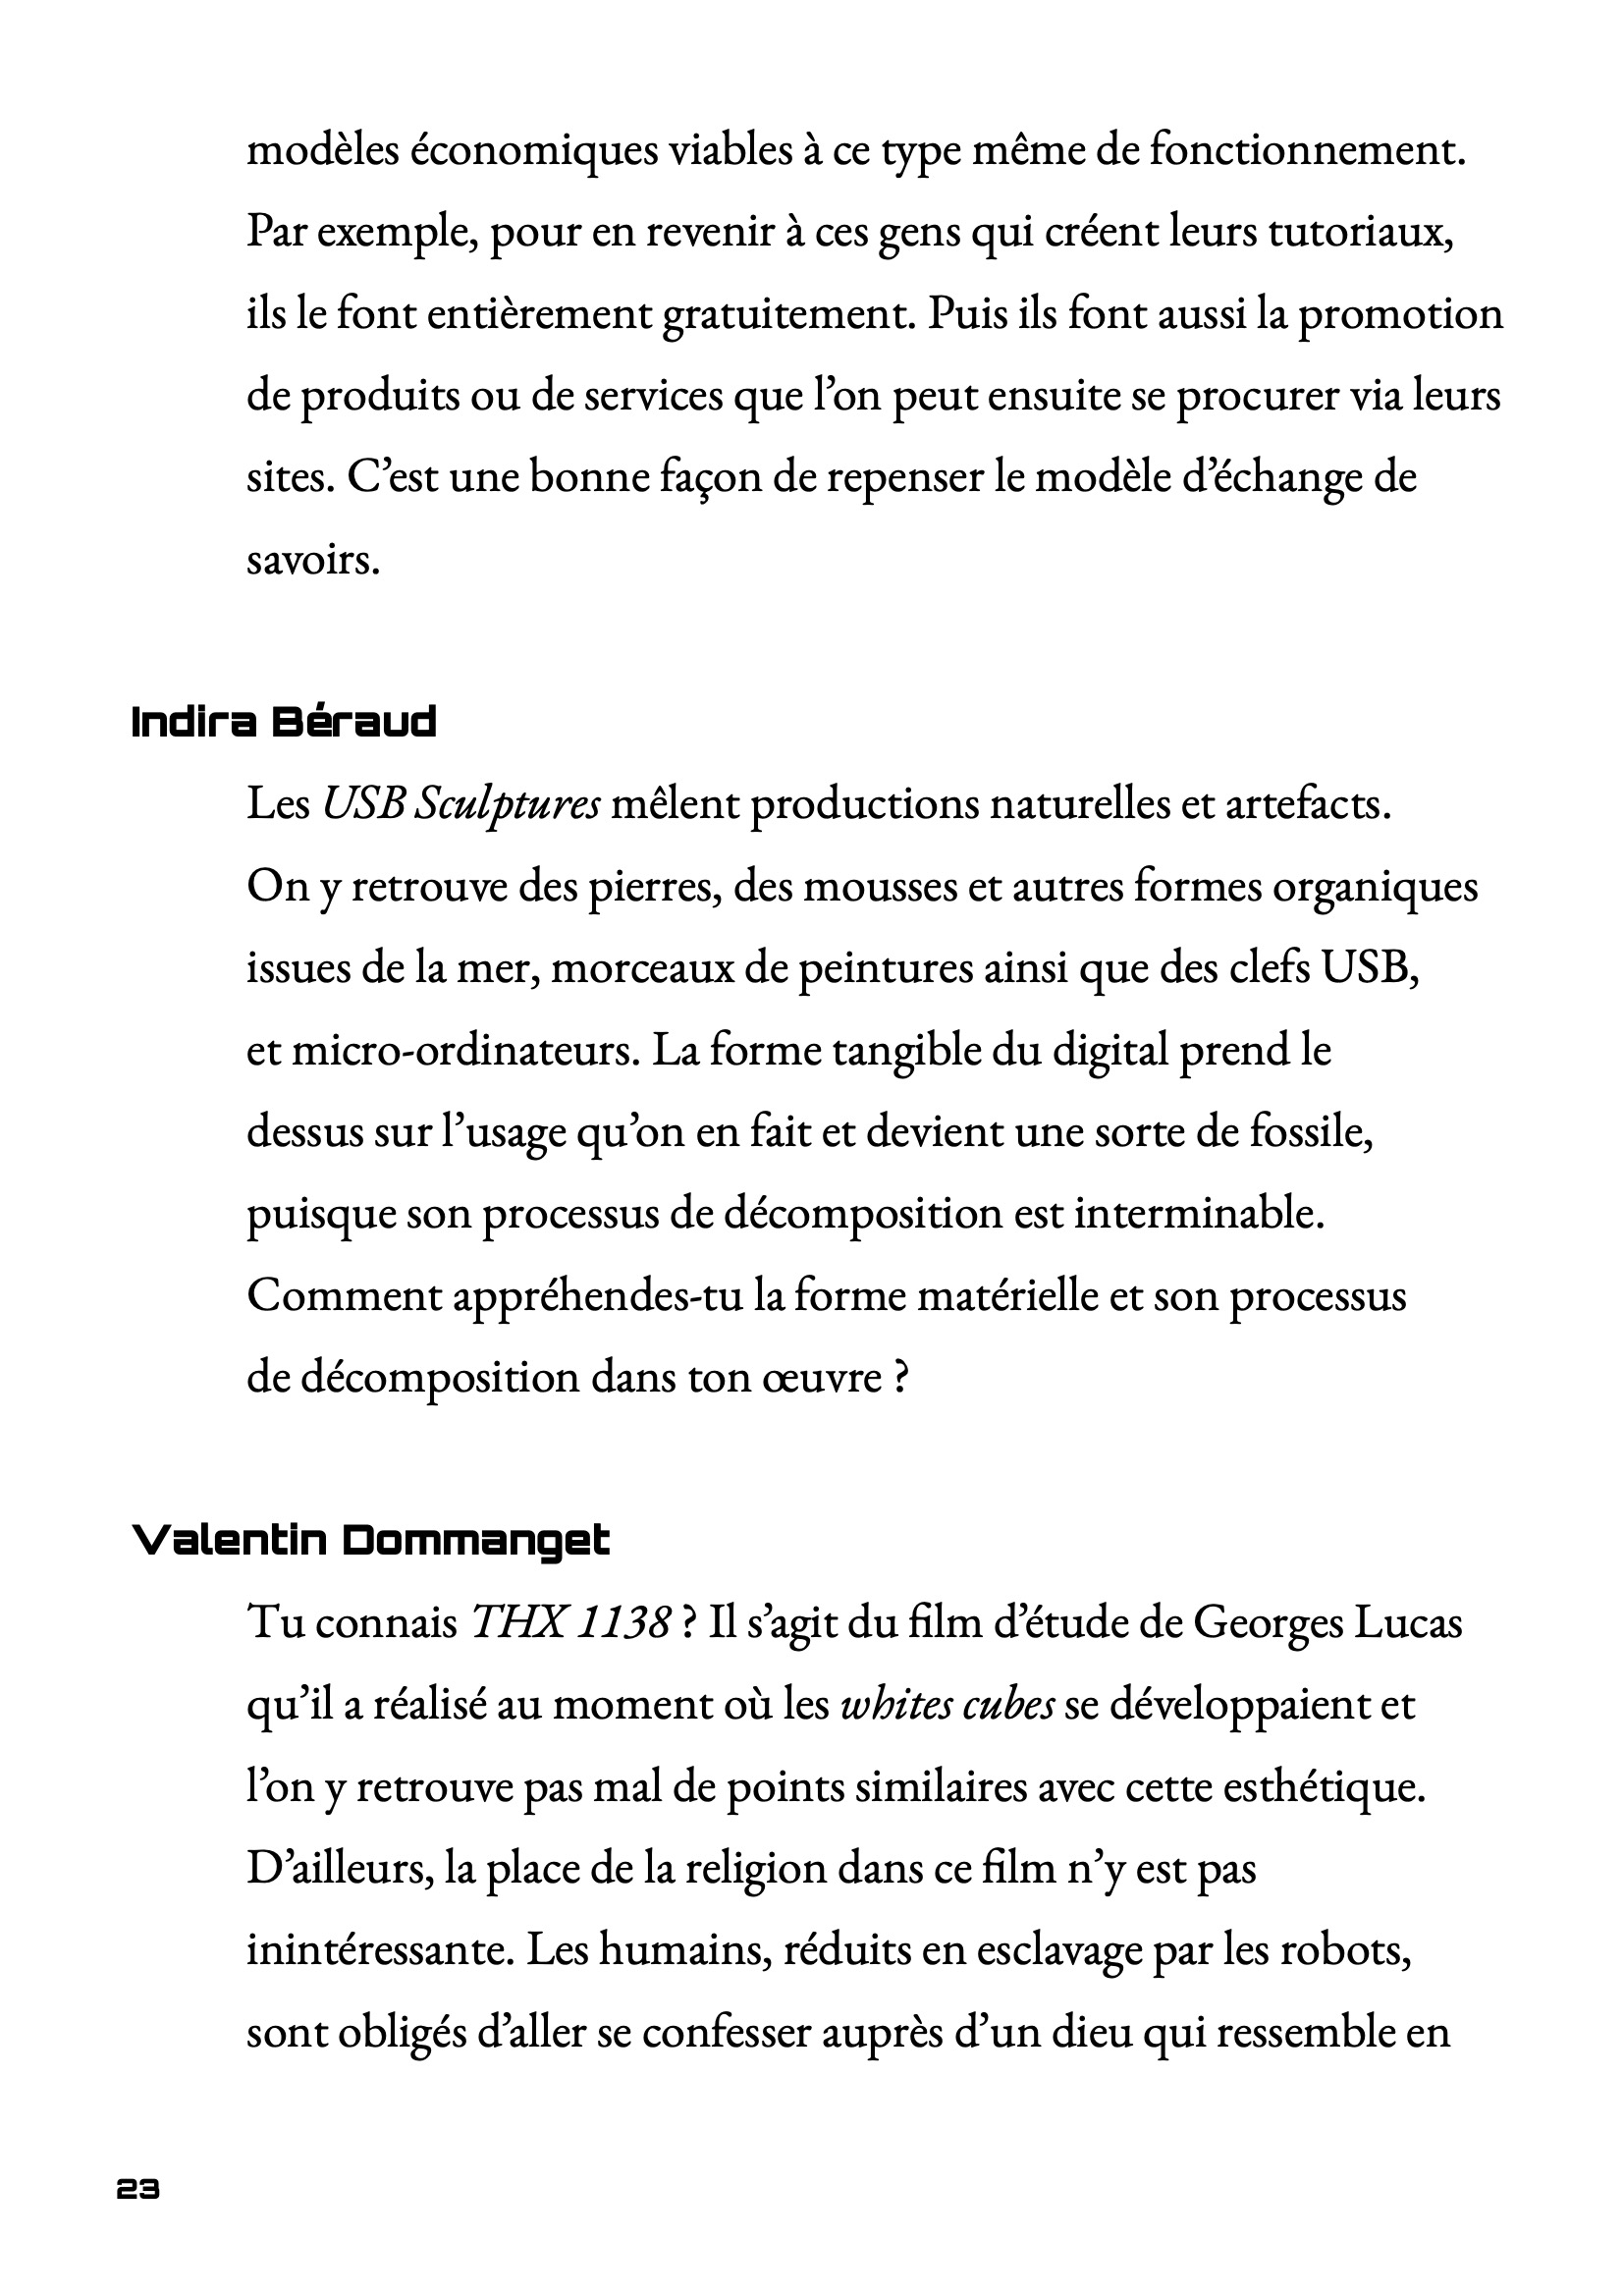 modèles économiques viables à ce type même de fonctionnement.
Par exemple, pour en revenir à ces gens qui créent leurs tutoriaux,
ils le font entièrement gratuitement. Puis ils font aussi la promotion
de produits ou de services que l’on peut ensuite se procurer via leurs
sites. C’est une bonne façon de repenser le modèle d’échange de
savoirs.
Indira Béraud
Les USB Sculptures mêlent productions naturelles et artefacts.
On y retrouve des pierres, des mousses et autres formes organiques
issues de la mer, morceaux de peintures ainsi que des clefs USB,
et micro-ordinateurs. La forme tangible du digital prend le
dessus sur l’usage qu’on en fait et devient une sorte de fossile,
puisque son processus de décomposition est interminable.
Comment appréhendes-tu la forme matérielle et son processus
de décomposition dans ton œuvre ?
Valentin Dommanget
Tu connais THX 1138 ? Il s’agit du film d’étude de Georges Lucas
qu’il a réalisé au moment où les whites cubes se développaient et
l’on y retrouve pas mal de points similaires avec cette esthétique.
D’ailleurs, la place de la religion dans ce film n’y est pas
inintéressante. Les humains, réduits en esclavage par les robots,
sont obligés d’aller se confesser auprès d’un dieu qui ressemble en
23